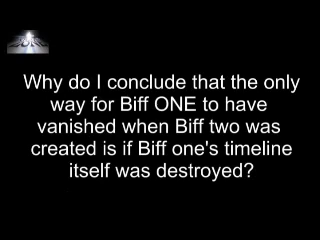 Why do I conclude that the only
way for Biff ONE to have
vanished when Biff two was
created is if Biff one's timeline
itself was destroyed?